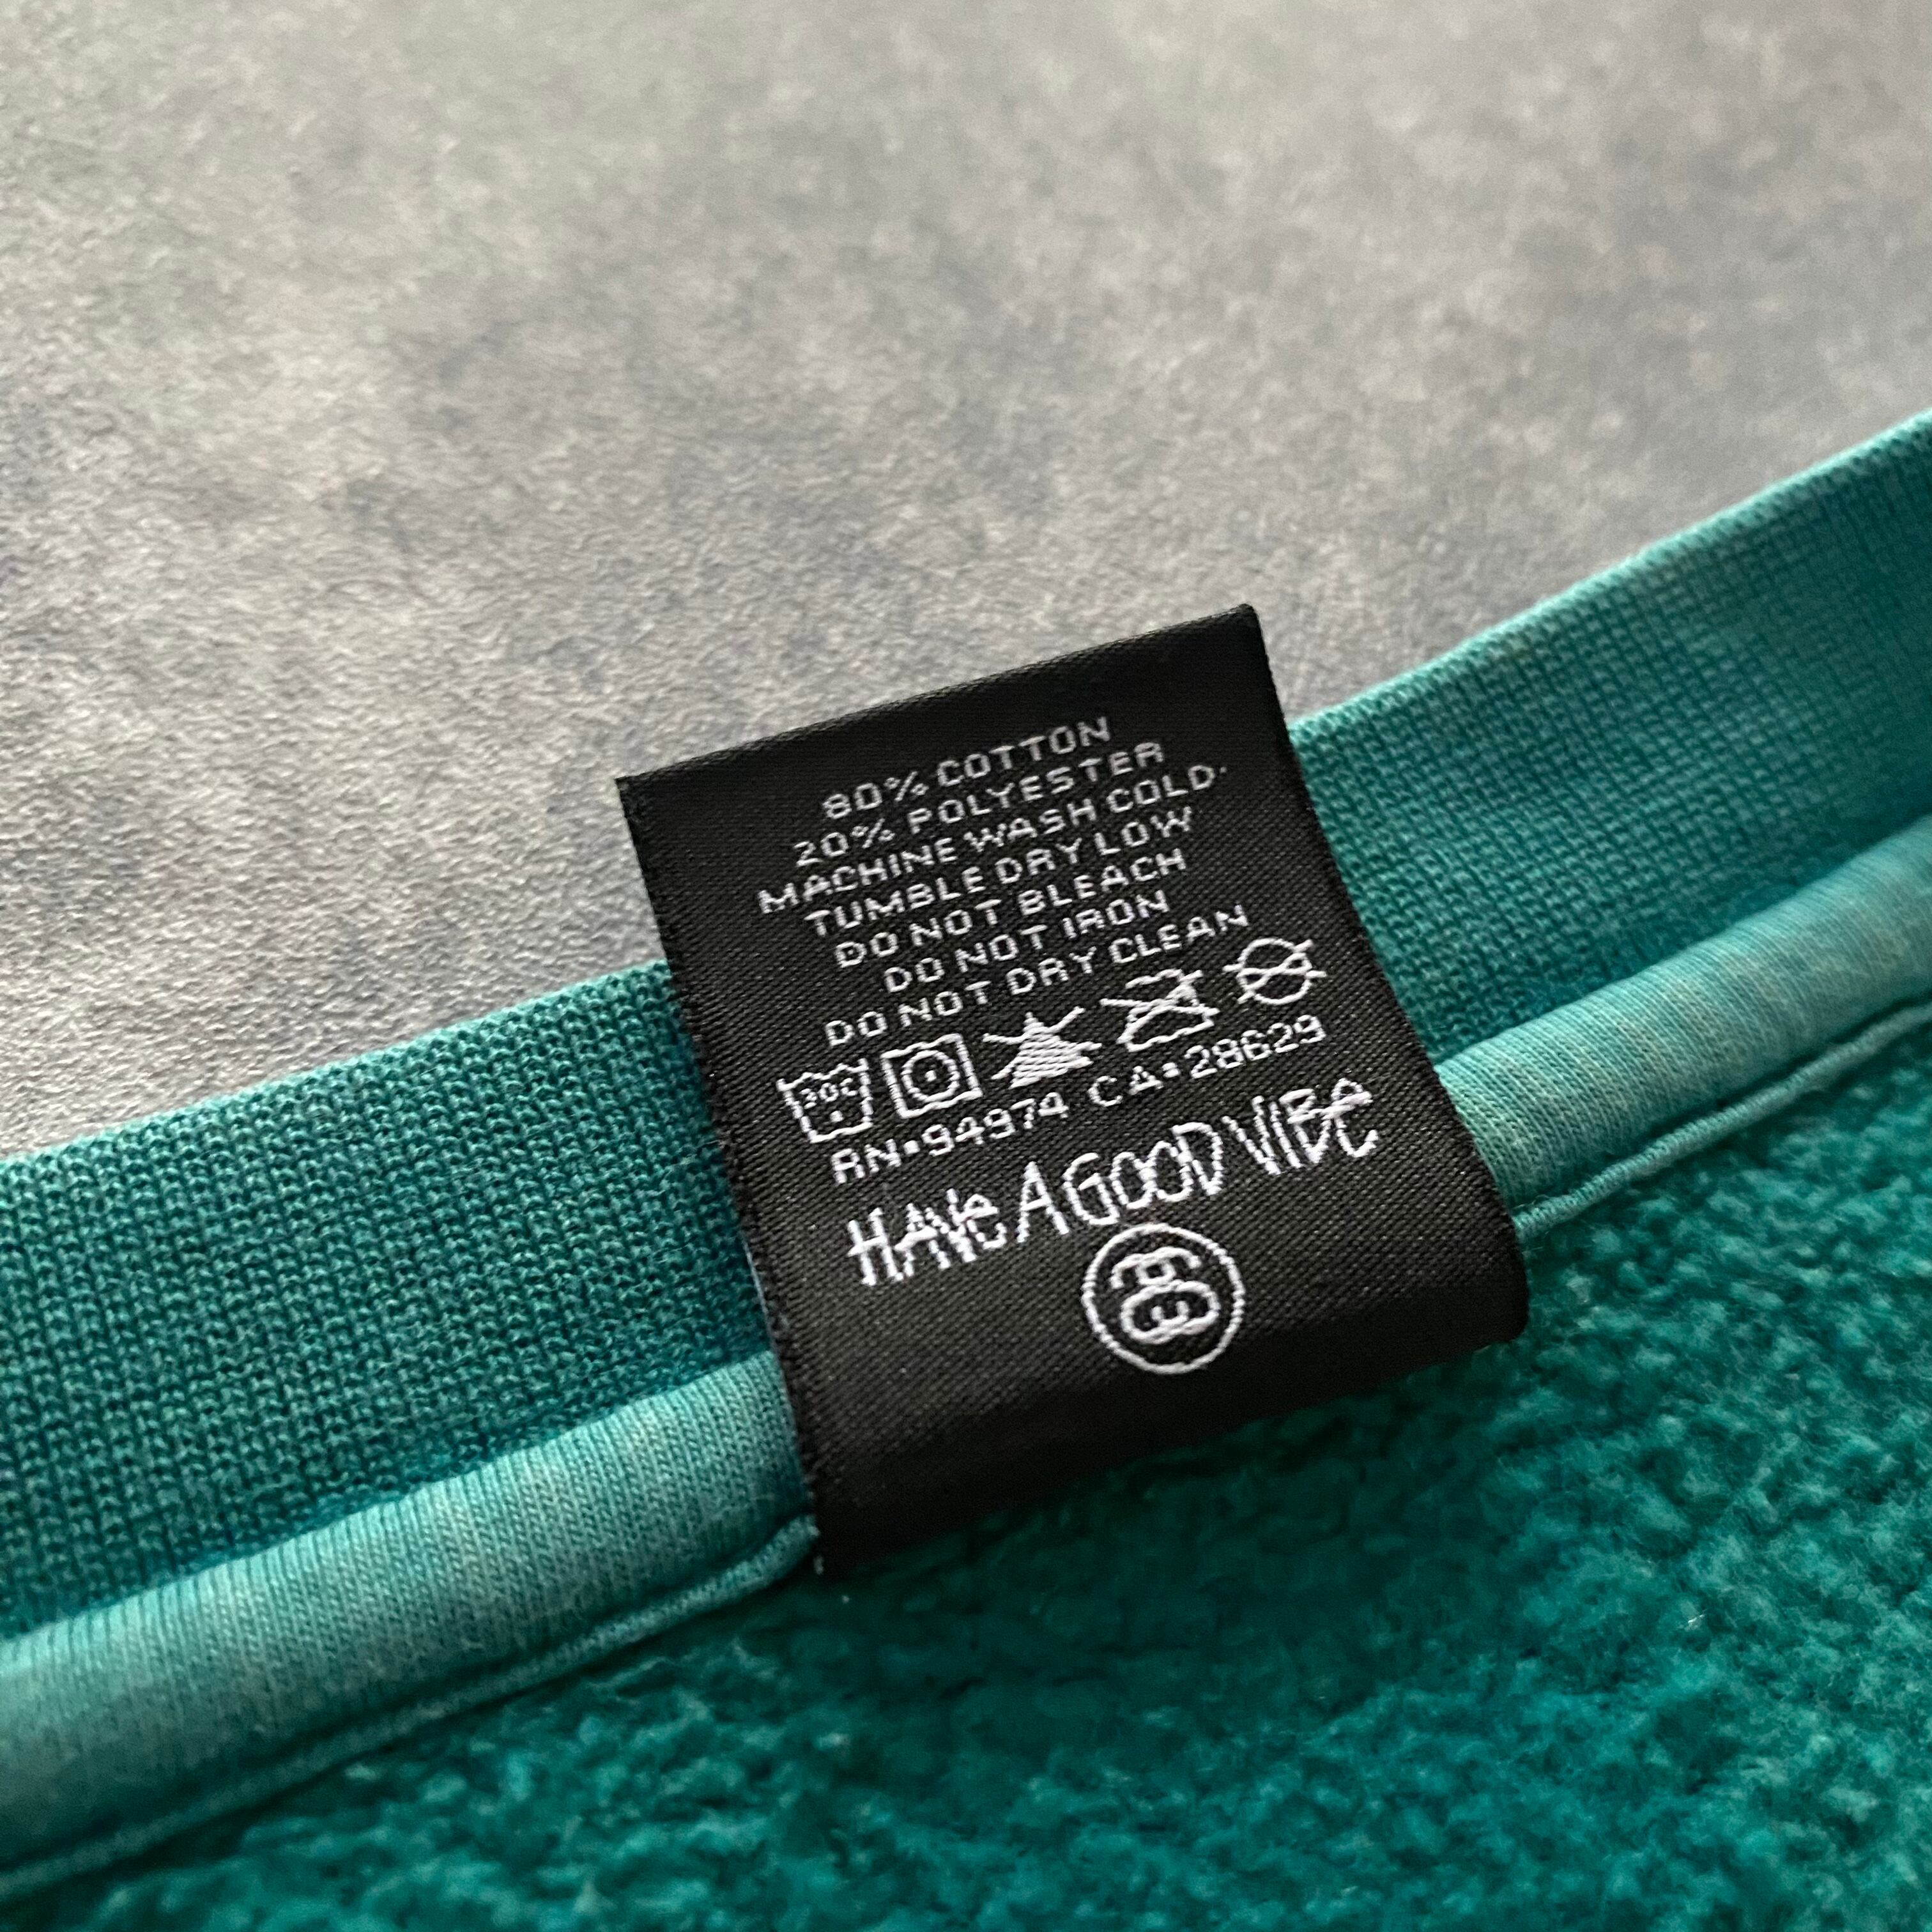 80% COTTON
20% POLYESTER
MACHINE WASH COLD.
TUMBLE DRY LOW
DO NOT BLEACH
DO NOT IRON
DO NOT DRY CLEAN
30C
RN•94974 CA•28629
HAVE A GOOD VIBE